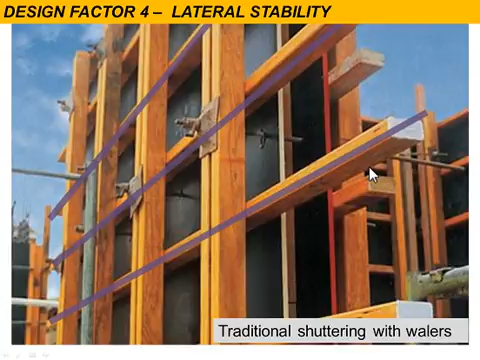 DESIGN FACTOR 4 – LATERAL STABILITY
Traditional shuttering with walers